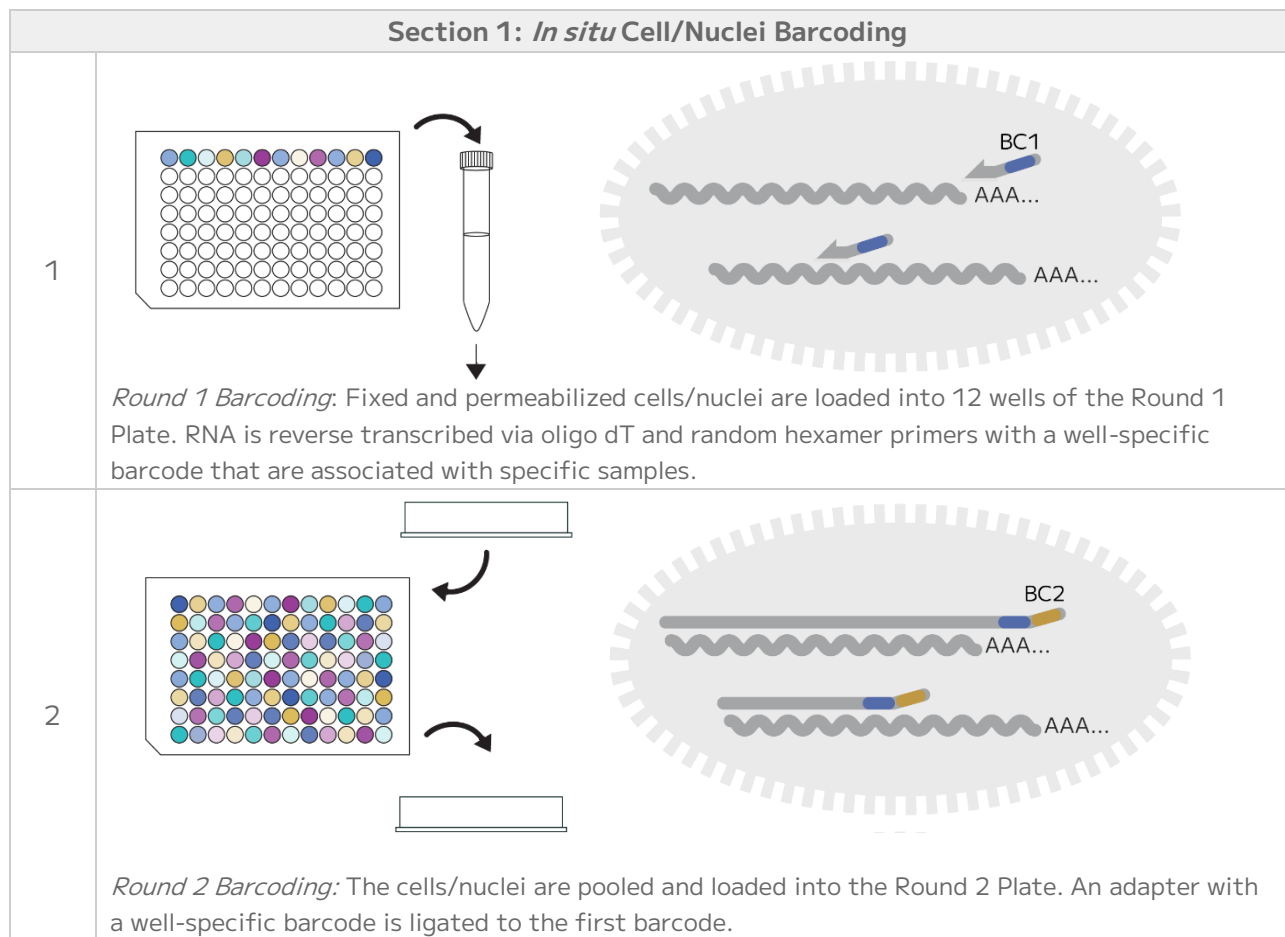 Section 1: In situ Cell/Nuclei Barcoding
1
BC1
AAA...
AAA...
Round 1 Barcoding: Fixed and permeabilized cells/nuclei are loaded into 12 wells of the Round 1
Plate. RNA is reverse transcribed via oligo dT and random hexamer primers with a well-specific
barcode that are associated with specific samples.
2
BC2
AAA...
AAA...
Round 2 Barcoding: The cells/nuclei are pooled and loaded into the Round 2 Plate. An adapter with
a well-specific barcode is ligated to the first barcode.